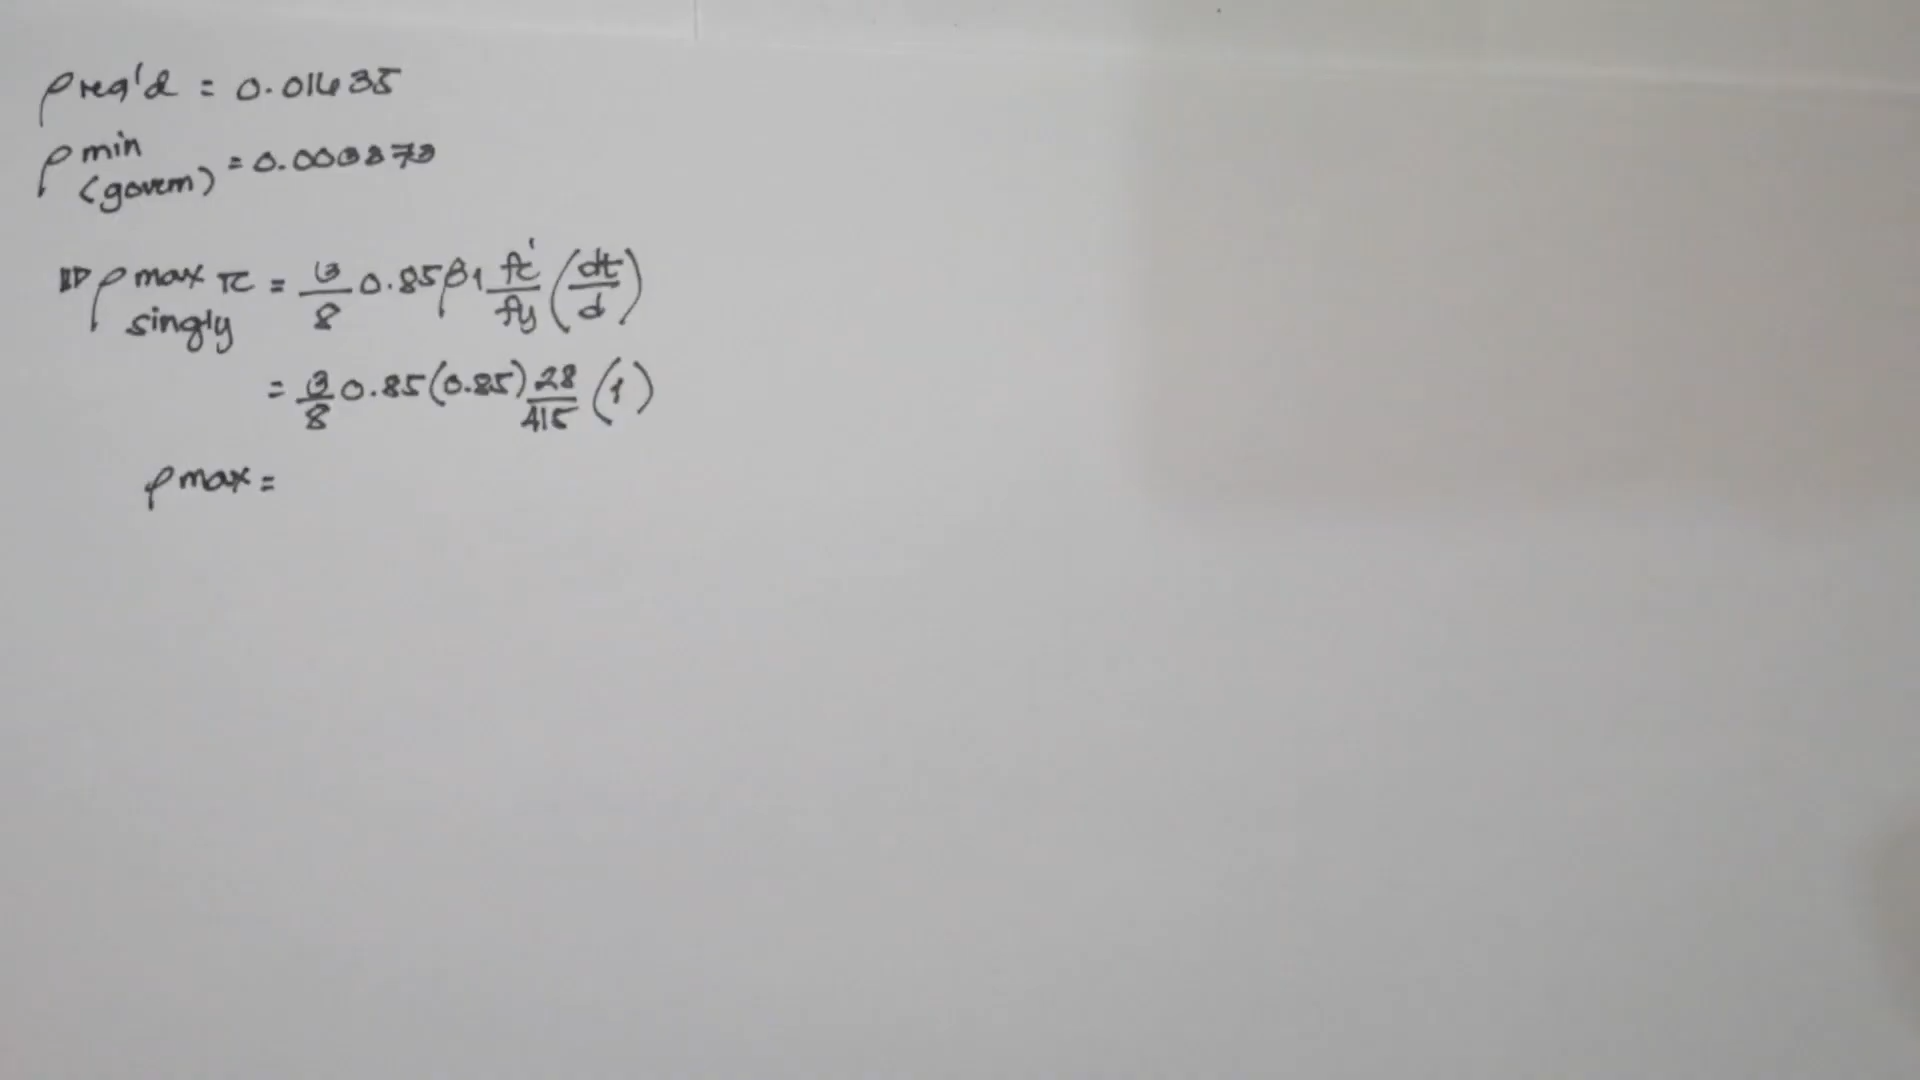 ρreq'd = 0.01635
ρmin (govern) = 0.003373
ρmax TC singly = 3/8 0.85β1 fc'/fy (dt/d)
= 3/8 0.85(0.85) 28/415 (1)
ρmax =